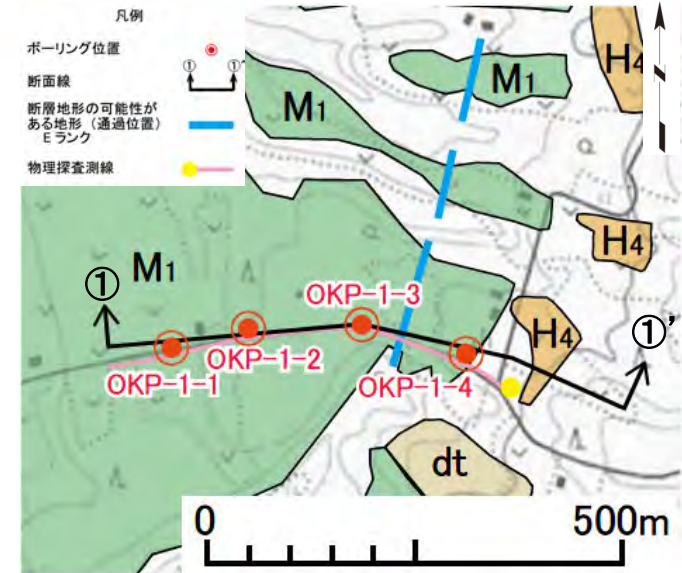 凡例
ボーリング位置
断面線
① ①'
断層地形の可能性が
ある地形（通過位置）
Eランク
物理探査測線
M1
M1
H4
H4
M1
①
OKP-1-3
OKP-1-2
OKP-1-1
OKP-1-4
H4
①'
dt
0 500m